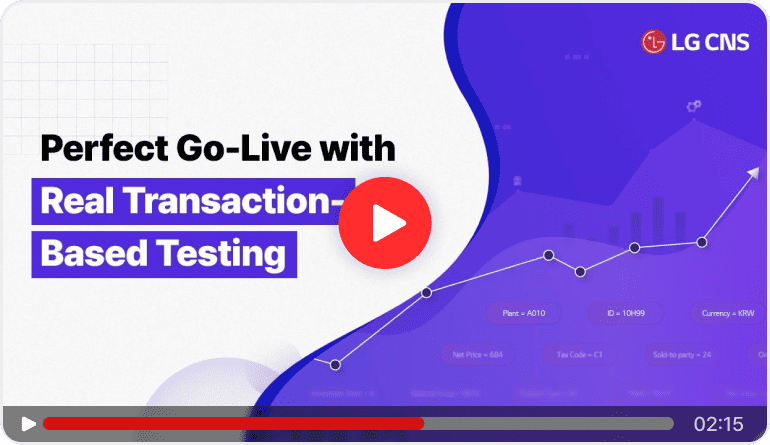 LG CNS
Perfect Go-Live with
Real Transaction-
Based Testing
Plant = A010
ID = 10H99
Currency = KRW
Net Price = 684
Tax Code = C1
Sold-to party = 24
02:15